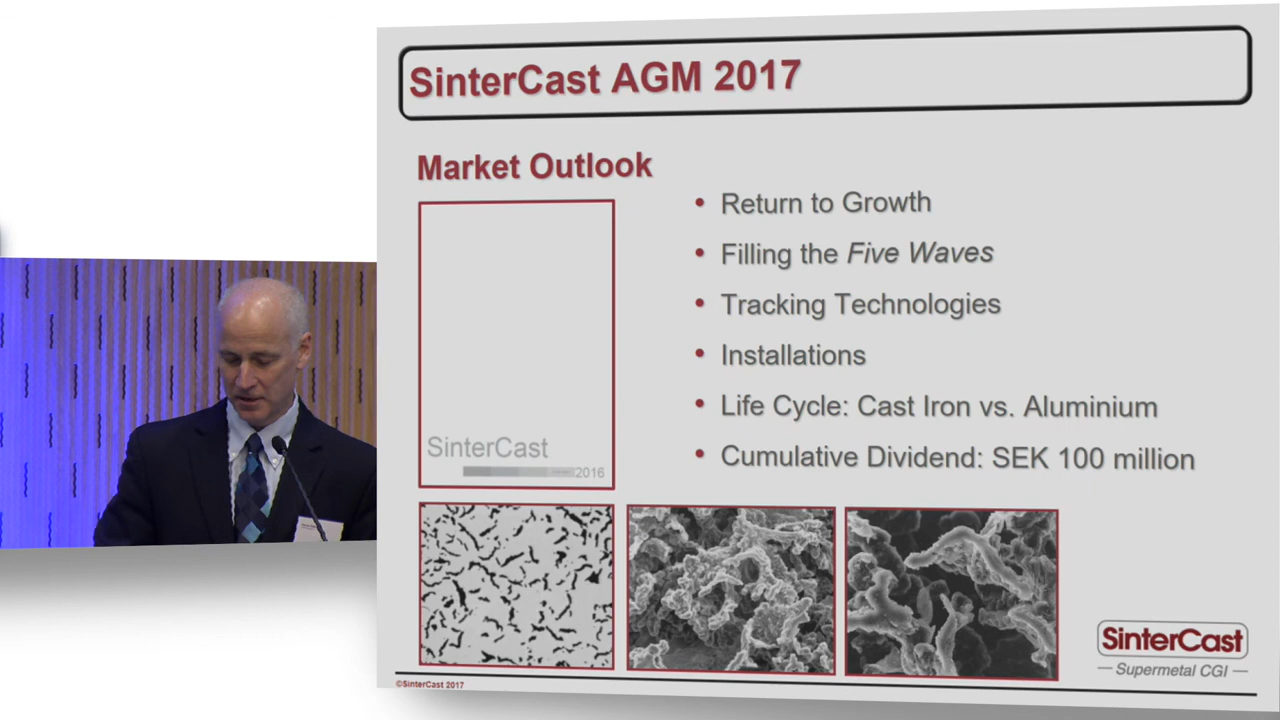 SinterCast AGM 2017
Market Outlook
• Return to Growth
• Filling the Five Waves
• Tracking Technologies
• Installations
• Life Cycle: Cast Iron vs. Aluminium
• Cumulative Dividend: SEK 100 million
SinterCast
2016
SinterCast
— Supermetal CGI —
©SinterCast 2017